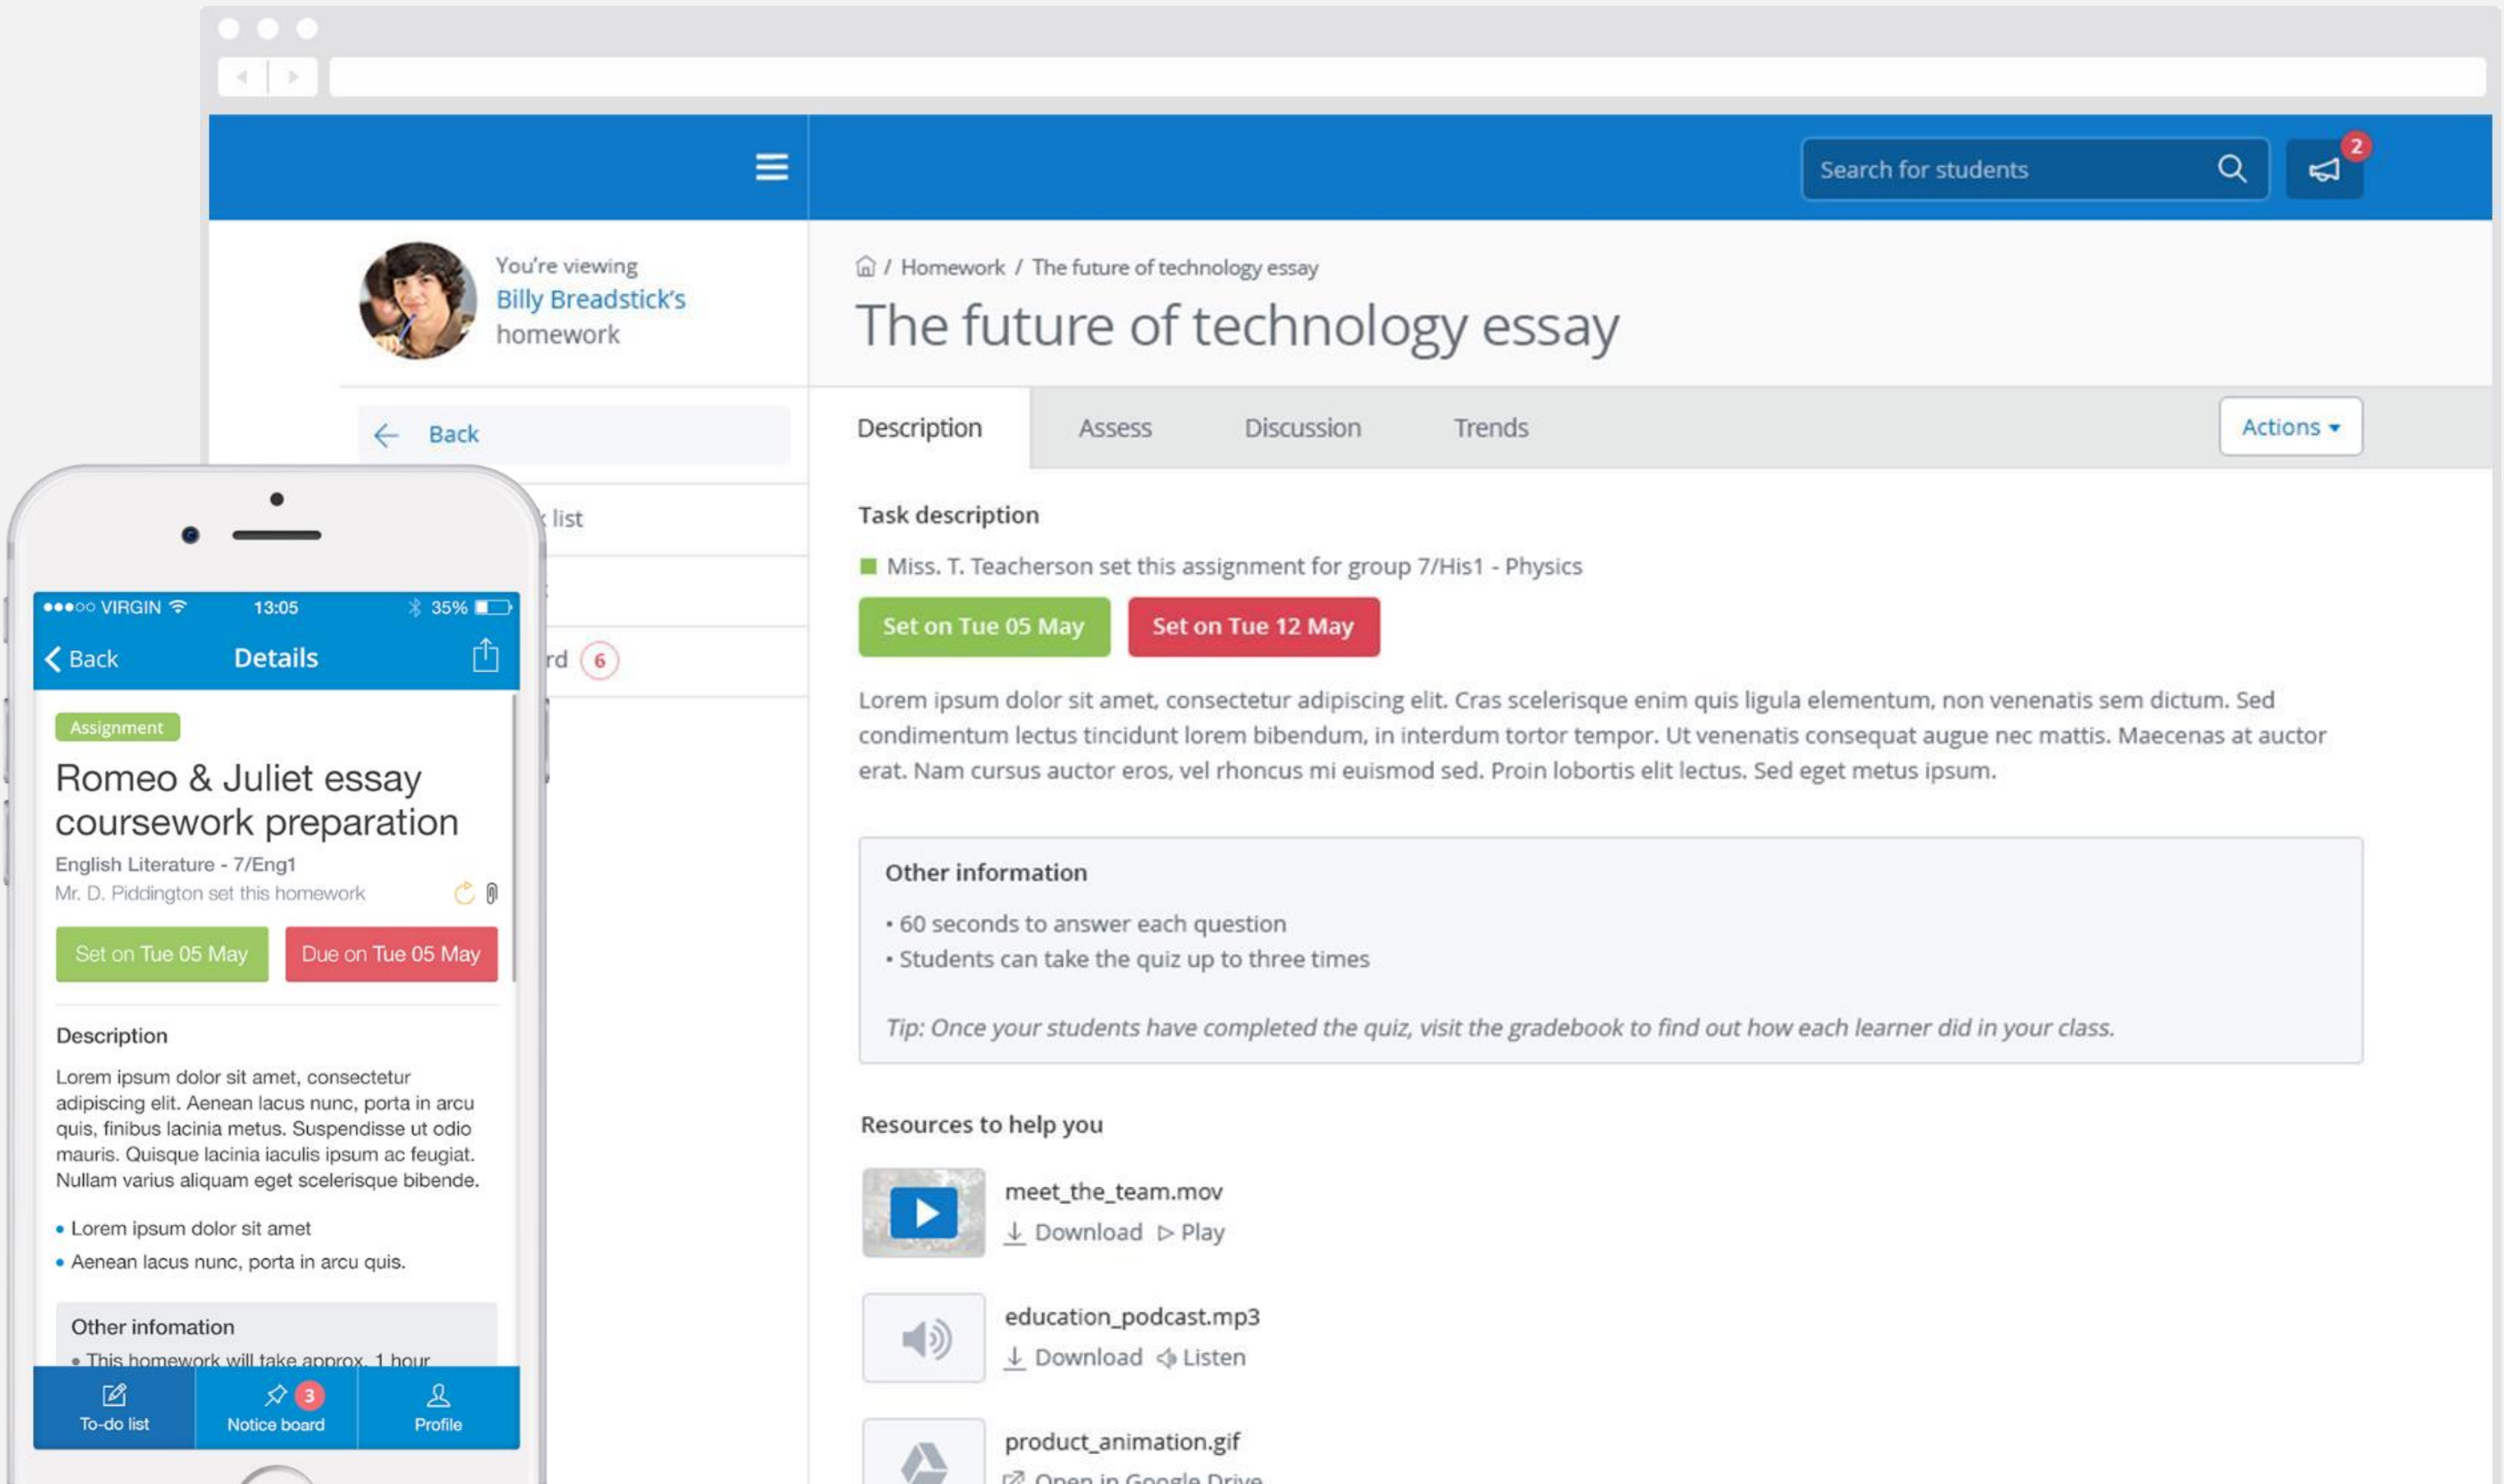 Search for students
2
You're viewing
Billy Breadstick's
homework
Back
list
rd 6
/ Homework / The future of technology essay
The future of technology essay
Description Assess Discussion Trends Actions
Task description
Miss. T. Teacherson set this assignment for group 7/His1 - Physics
Set on Tue 05 May Set on Tue 12 May
Lorem ipsum dolor sit amet, consectetur adipiscing elit. Cras scelerisque enim quis ligula elementum, non venenatis sem dictum. Sed
condimentum lectus tincidunt lorem bibendum, in interdum tortor tempor. Ut venenatis consequat augue nec mattis. Maecenas at auctor
erat. Nam cursus auctor eros, vel rhoncus mi euismod sed. Proin lobortis elit lectus. Sed eget metus ipsum.
Other information
• 60 seconds to answer each question
• Students can take the quiz up to three times
Tip: Once your students have completed the quiz, visit the gradebook to find out how each learner did in your class.
Resources to help you
meet_the_team.mov
Download Play
education_podcast.mp3
Download Listen
product_animation.gif
Open in Google Drive
VIRGIN 13:05 35%
Back Details
Assignment
Romeo & Juliet essay
coursework preparation
English Literature - 7/Eng1
Mr. D. Piddington set this homework
Set on Tue 05 May Due on Tue 05 May
Description
Lorem ipsum dolor sit amet, consectetur
adipiscing elit. Aenean lacus nunc, porta in arcu
quis, finibus lacinia metus. Suspendisse ut odio
mauris. Quisque lacinia iaculis ipsum ac feugiat.
Nullam varius aliquam eget scelerisque bibende.
• Lorem ipsum dolor sit amet
• Aenean lacus nunc, porta in arcu quis.
Other infomation
• This homework will take approx. 1 hour
To-do list Notice board 3 Profile